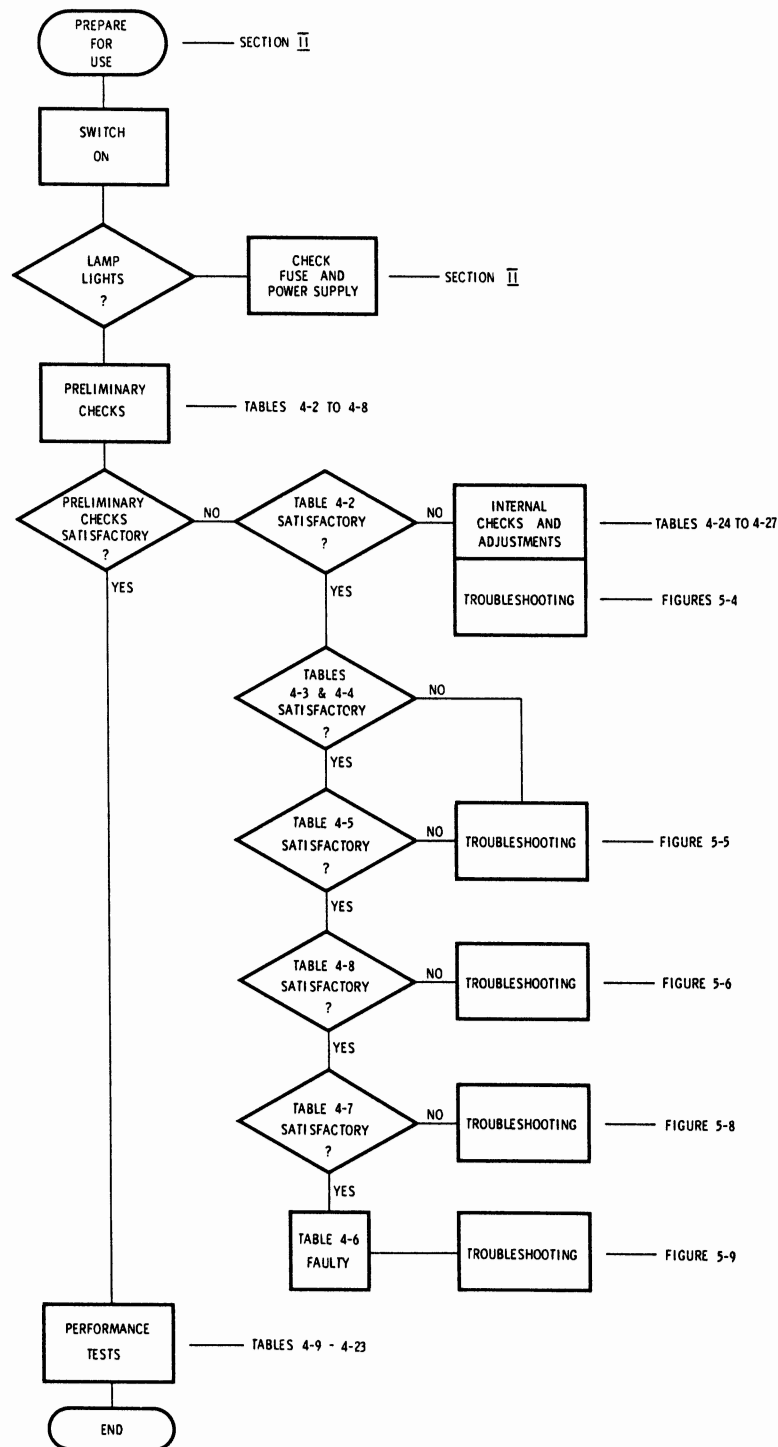 PREPARE
FOR
USE
SECTION II
SWITCH
ON
LAMP
LIGHTS
?
CHECK
FUSE AND
POWER SUPPLY
SECTION II
PRELIMINARY
CHECKS
TABLES 4-2 TO 4-8
PRELIMINARY
CHECKS
SATISFACTORY
?
NO
YES
TABLE 4-2
SATISFACTORY
?
NO
YES
INTERNAL
CHECKS AND
ADJUSTMENTS
TABLES 4-24 TO 4-27
TROUBLESHOOTING
FIGURES 5-4
TABLES
4-3 & 4-4
SATISFACTORY
?
NO
YES
TABLE 4-5
SATISFACTORY
?
NO
YES
TROUBLESHOOTING
FIGURE 5-5
TABLE 4-8
SATISFACTORY
?
NO
YES
TROUBLESHOOTING
FIGURE 5-6
TABLE 4-7
SATISFACTORY
?
NO
YES
TROUBLESHOOTING
FIGURE 5-8
TABLE 4-6
FAULTY
TROUBLESHOOTING
FIGURE 5-9
PERFORMANCE
TESTS
TABLES 4-9 - 4-23
END